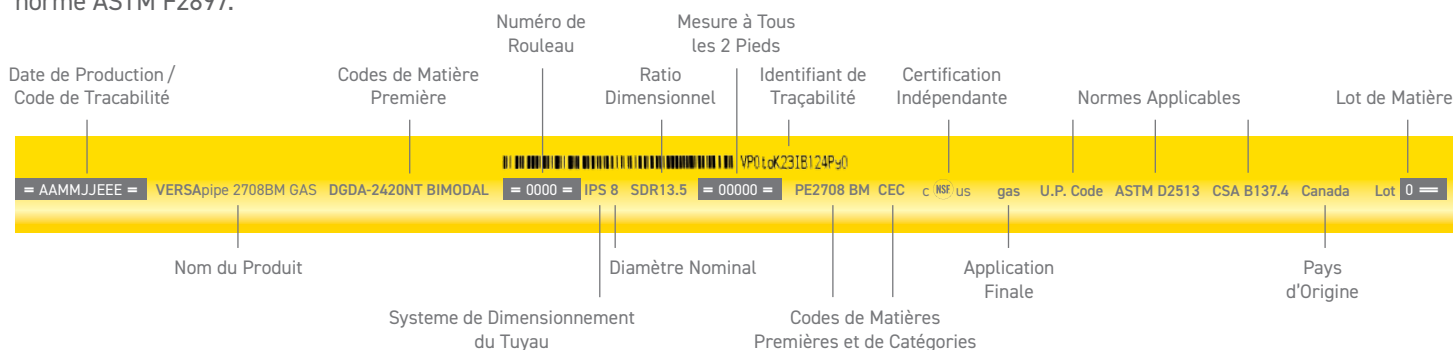 norme ASTM F2897.
Numéro de
Rouleau
Mesure à Tous
les 2 Pieds
Date de Production /
Code de Tracabilité
Codes de Matière
Première
Ratio
Dimensionnel
Identifiant de
Traçabilité
Certification
Indépendante
Normes Applicables
Lot de Matière
VP0toK23IB124Py0
= AAMMJJEEE = VERSApipe 2708BM GAS DGDA-2420NT BIMODAL = 0000 = IPS 8 SDR13.5 = 00000 = PE2708 BM CEC c NSF us gas U.P. Code ASTM D2513 CSA B137.4 Canada Lot 0 ==
Nom du Produit
Diamètre Nominal
Application
Finale
Pays
d'Origine
Systeme de Dimensionnement
du Tuyau
Codes de Matières
Premières et de Catégories